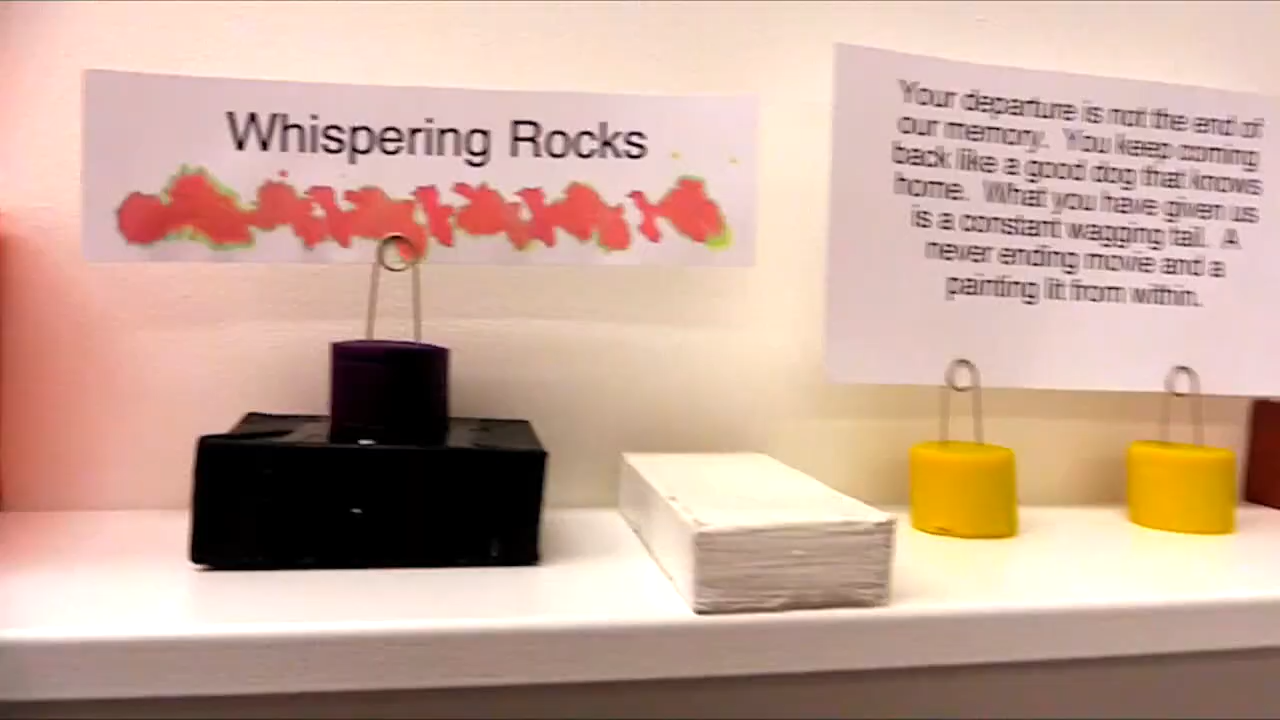 Whispering Rocks
Your departure is not the end of
our memory. You keep coming
back like a good dog that knows
home. What you have given us
is a constant wagging tail. A
never ending movie and a
painting lit from within.